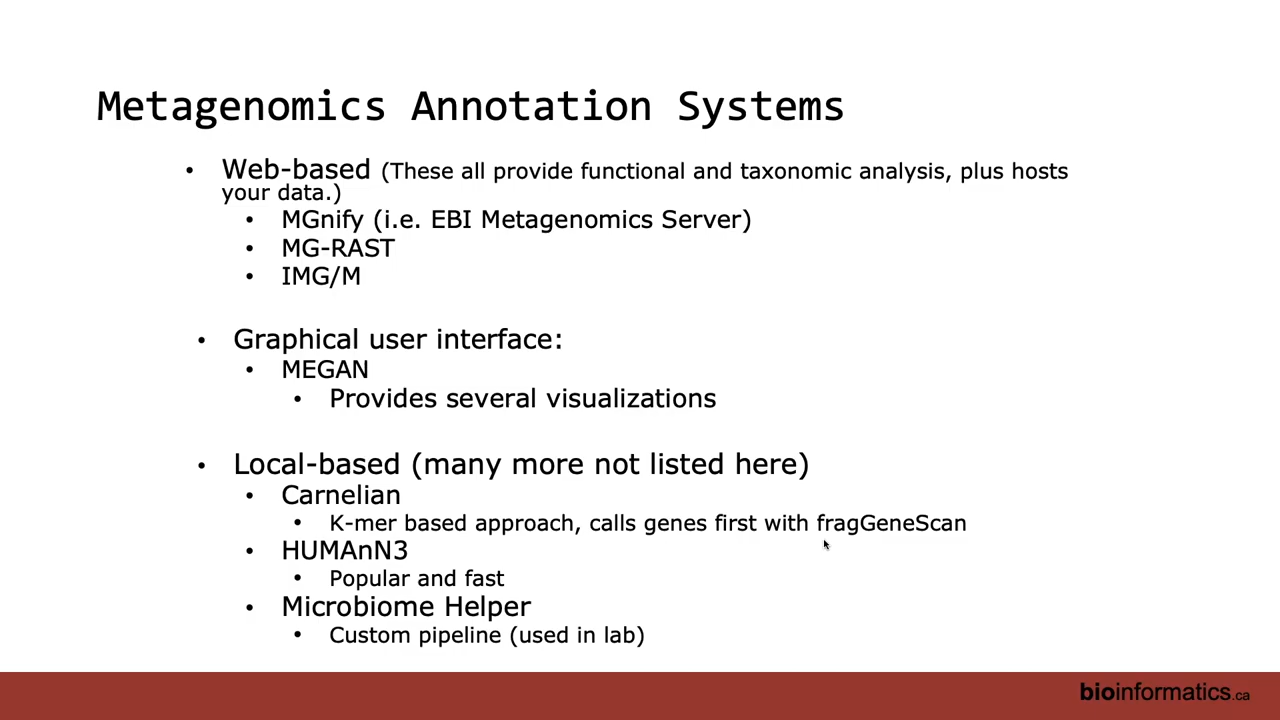 Metagenomics Annotation Systems
• Web-based (These all provide functional and taxonomic analysis, plus hosts
your data.)
• MGnify (i.e. EBI Metagenomics Server)
• MG-RAST
• IMG/M
• Graphical user interface:
• MEGAN
• Provides several visualizations
• Local-based (many more not listed here)
• Carnelian
• K-mer based approach, calls genes first with fragGeneScan
• HUMAnN3
• Popular and fast
• Microbiome Helper
• Custom pipeline (used in lab)
bioinformatics.ca